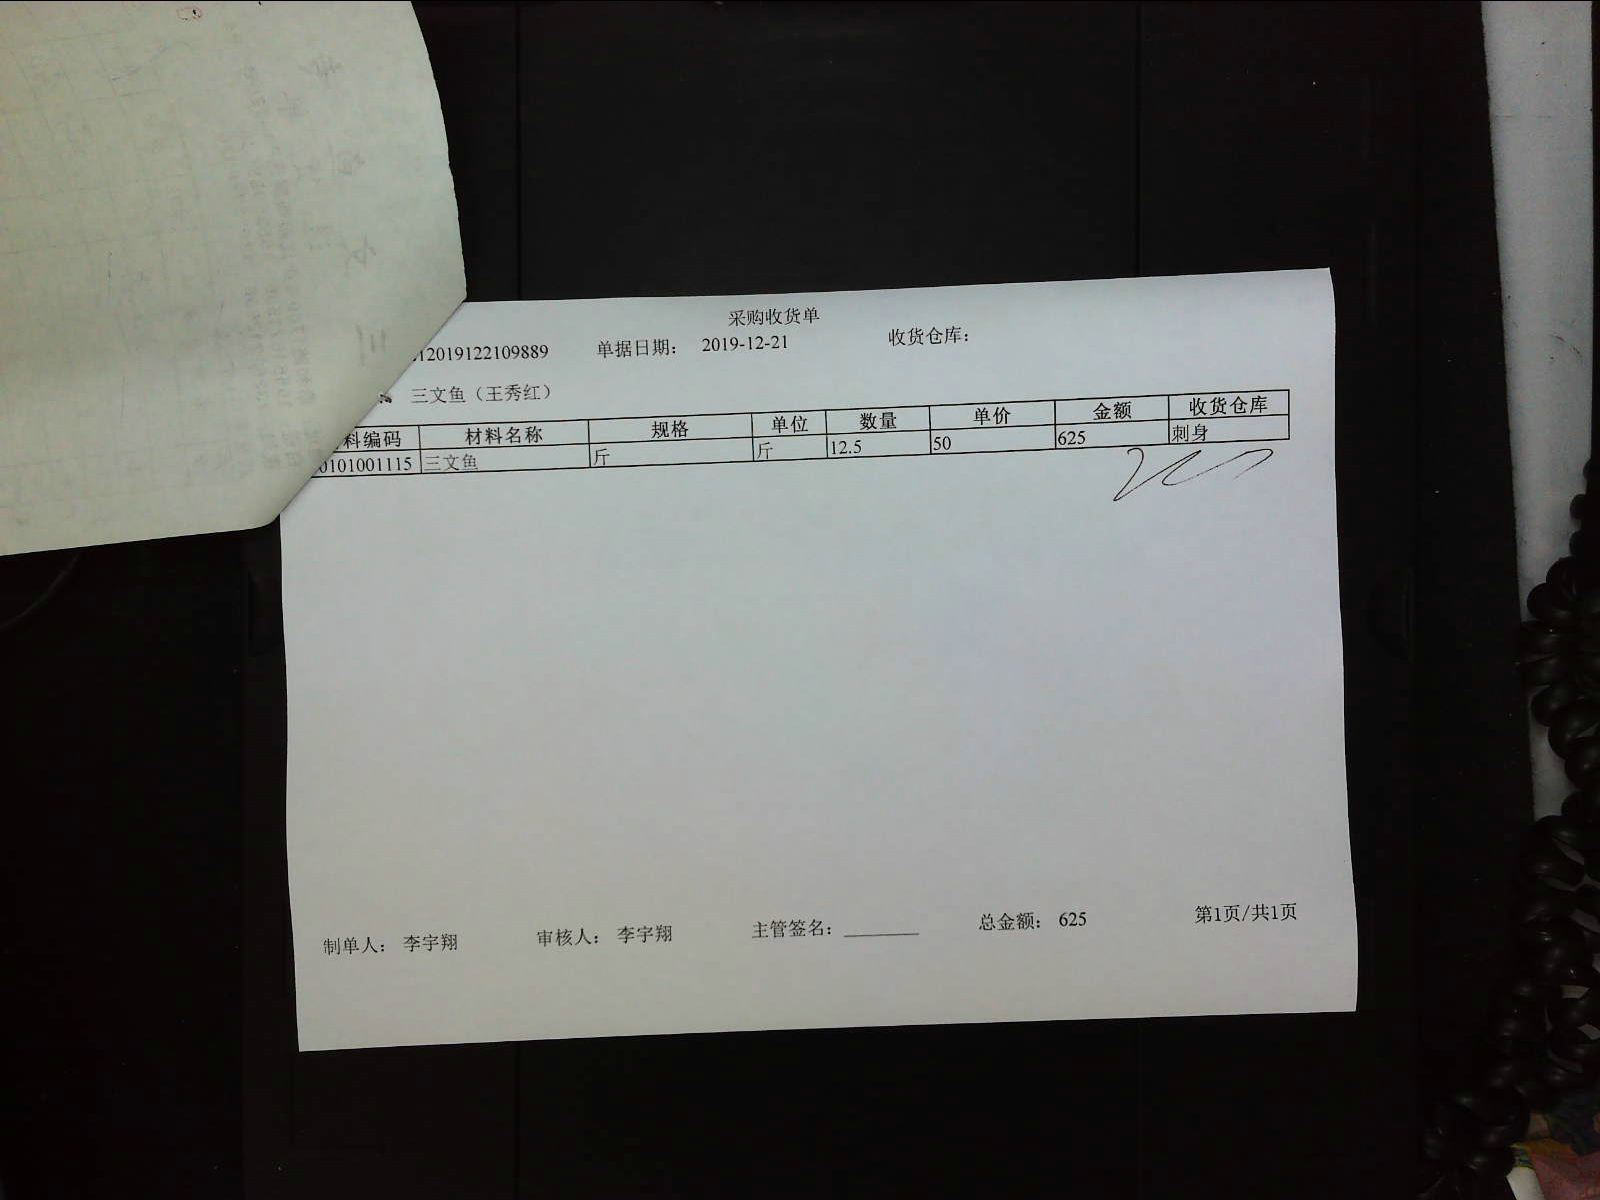 采购收货单
12019122109889 单据日期： 2019-12-21 收货仓库：
三文鱼（王秀红）
料编码 材料名称 规格 单位 数量 单价 金额 收货仓库
0101001115 三文鱼 斤 斤 12.5 50 625 刺身
制单人： 李宇翔 审核人： 李宇翔 主管签名： 总金额： 625 第1页/共1页